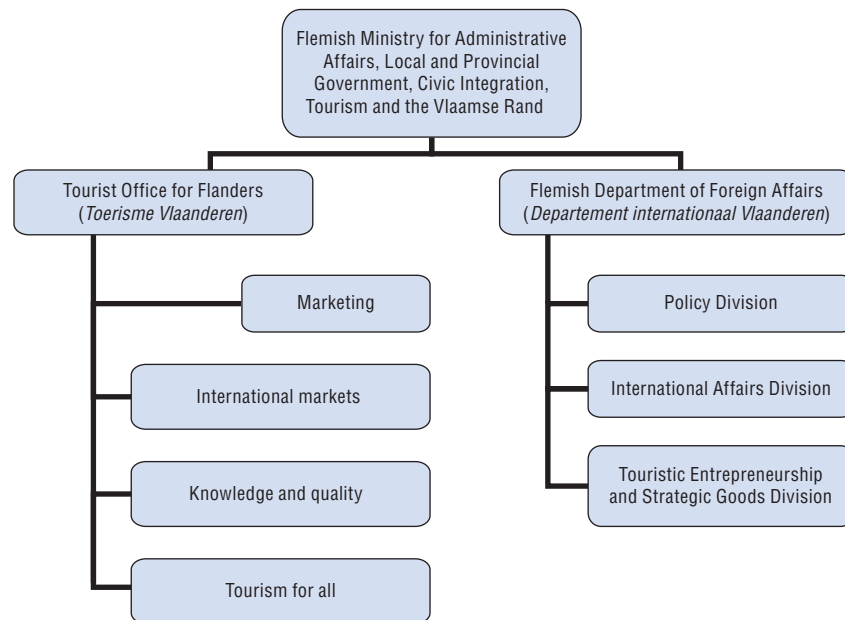 Flemish Ministry for Administrative
Affairs, Local and Provincial
Government, Civic Integration,
Tourism and the Vlaamse Rand
Tourist Office for Flanders
(Toerisme Vlaanderen)
Marketing
International markets
Knowledge and quality
Tourism for all
Flemish Department of Foreign Affairs
(Departement internationaal Vlaanderen)
Policy Division
International Affairs Division
Touristic Entrepreneurship
and Strategic Goods Division